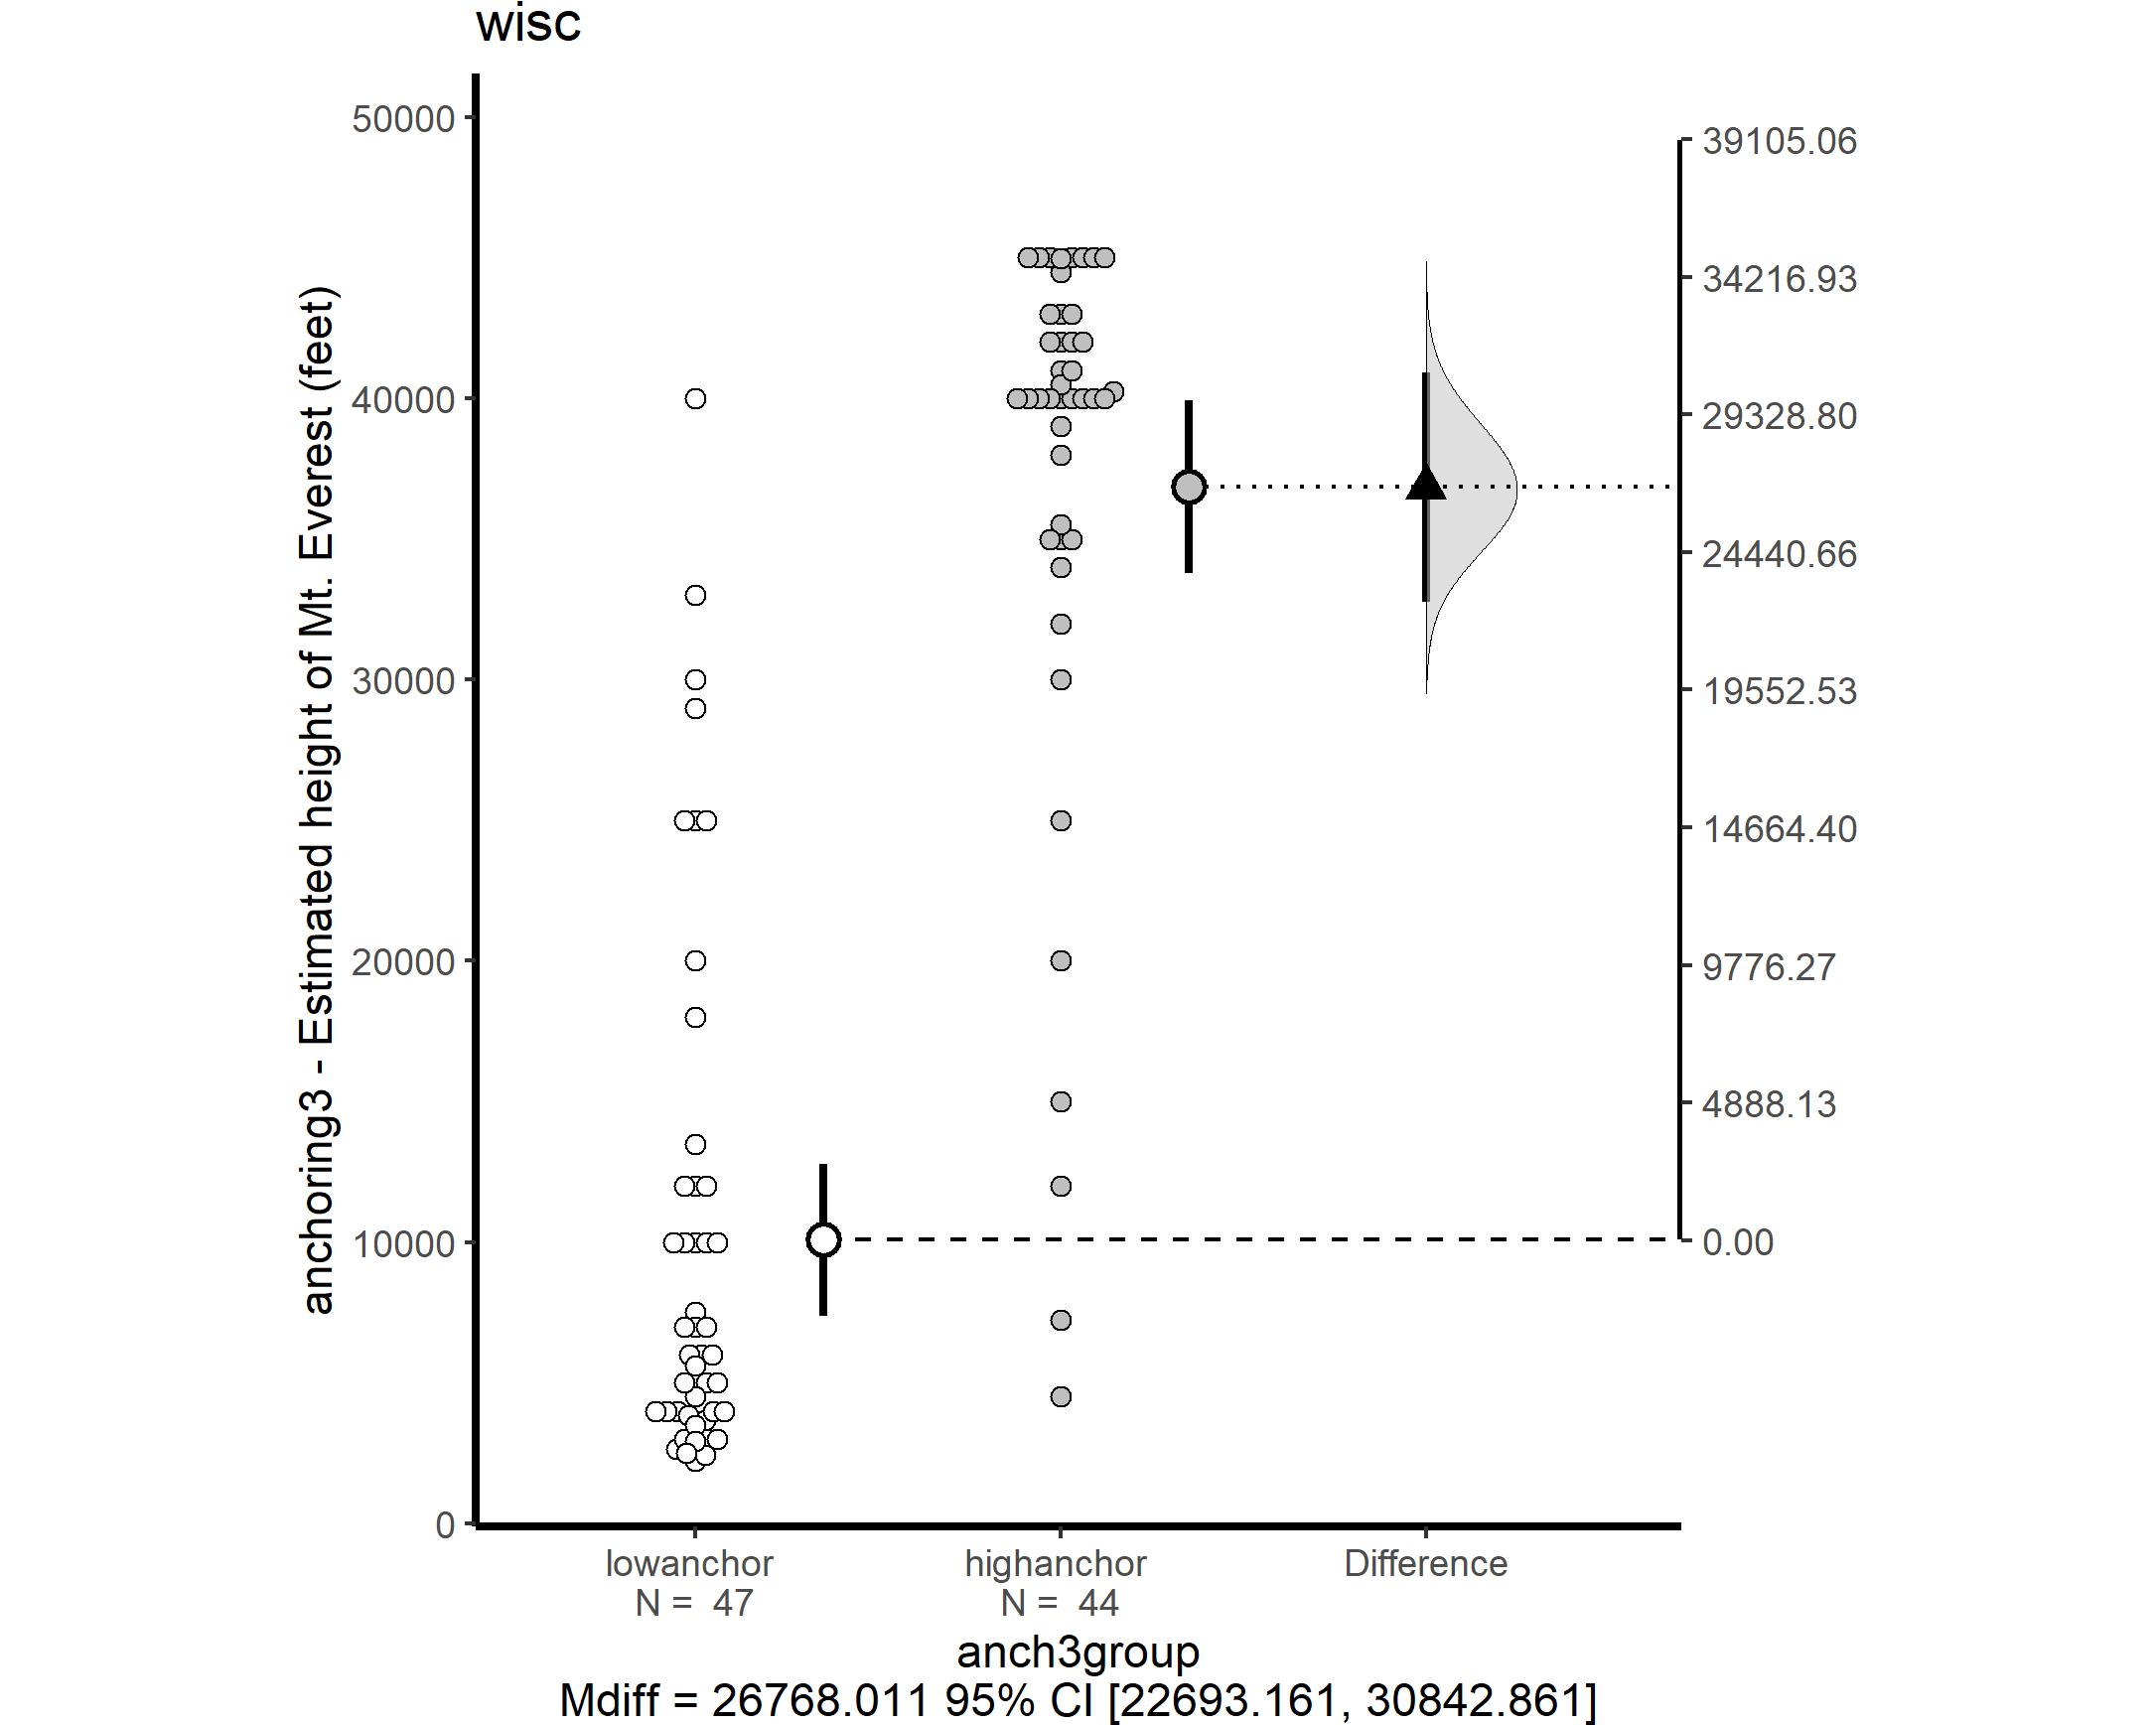 wisc
anchoring3 - Estimated height of Mt. Everest (feet)
50000
40000
30000
20000
10000
0
39105.06
34216.93
29328.80
24440.66
19552.53
14664.40
9776.27
4888.13
0.00
lowanchor
N =  47
highanchor
N =  44
Difference
anch3group
Mdiff = 26768.011 95% CI [22693.161, 30842.861]